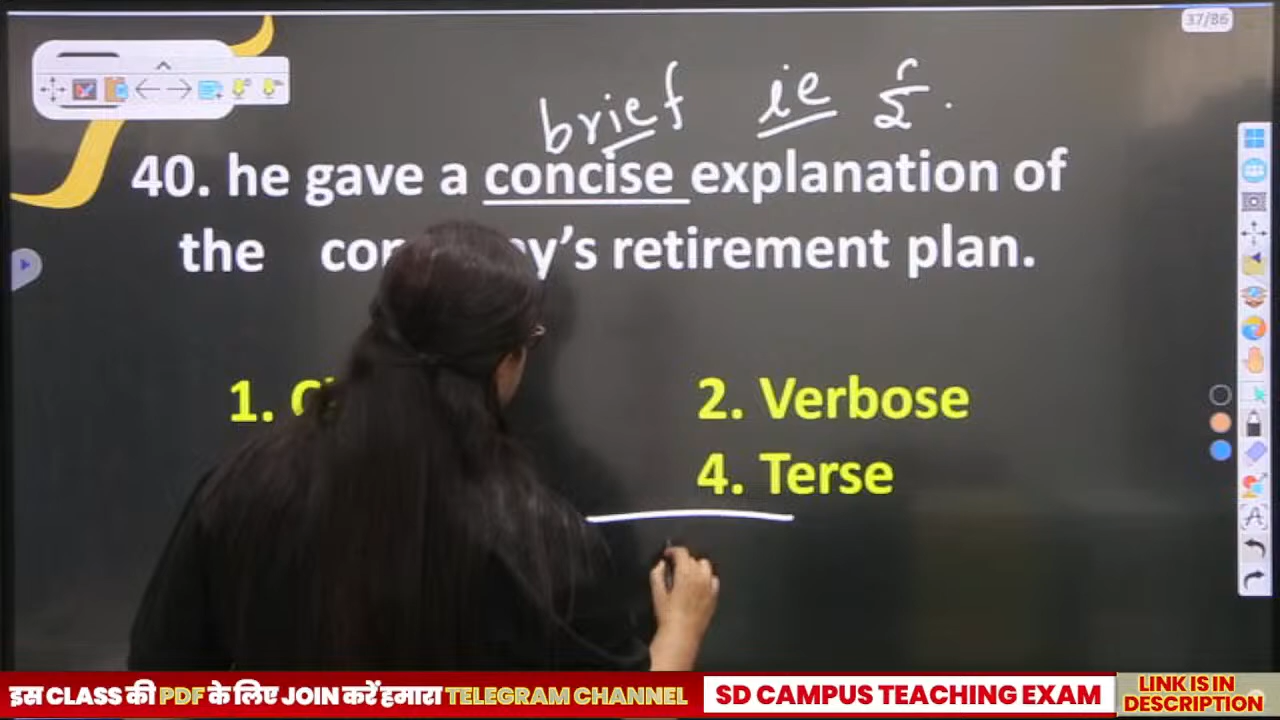 37/86
brief ie
40. he gave a concise explanation of
the y's retirement plan.
1. 2. Verbose
4. Terse
इस CLASS की PDF के लिए JOIN करें हमारा TELEGRAM CHANNEL
SD CAMPUS TEACHING EXAM
LINK IS IN
DESCRIPTION